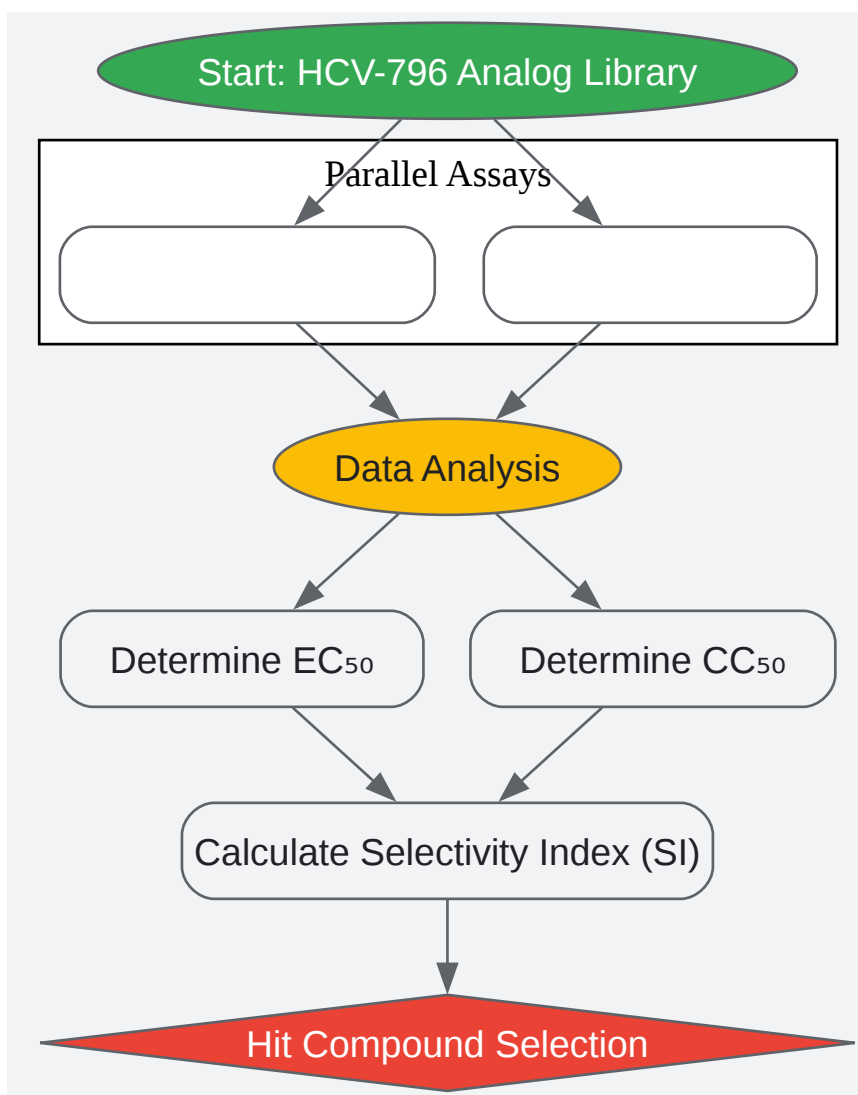 Start: HCV-796 Analog Library
Parallel Assays
Data Analysis
Determine EC₅₀
Determine CC₅₀
Calculate Selectivity Index (SI)
Hit Compound Selection